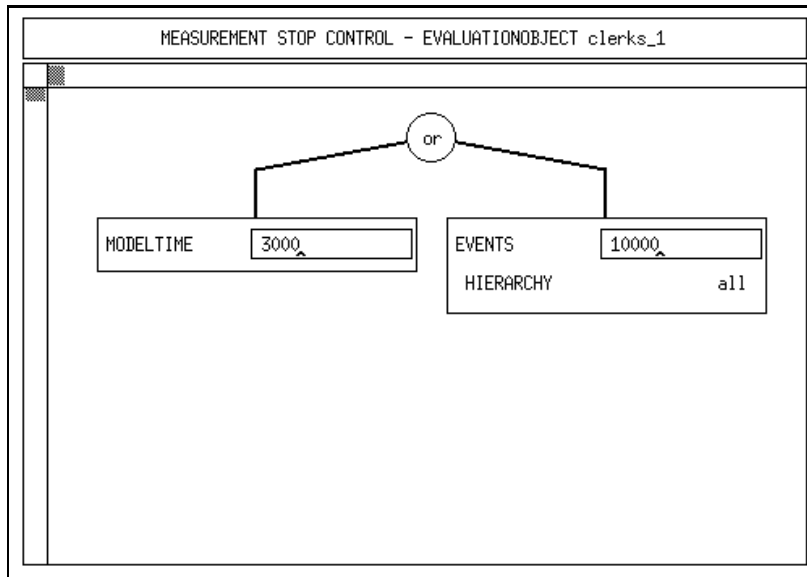 MEASUREMENT STOP CONTROL - EVALUATIONOBJECT clerks_1
or
MODELTIME 3000
EVENTS 10000
HIERARCHY all